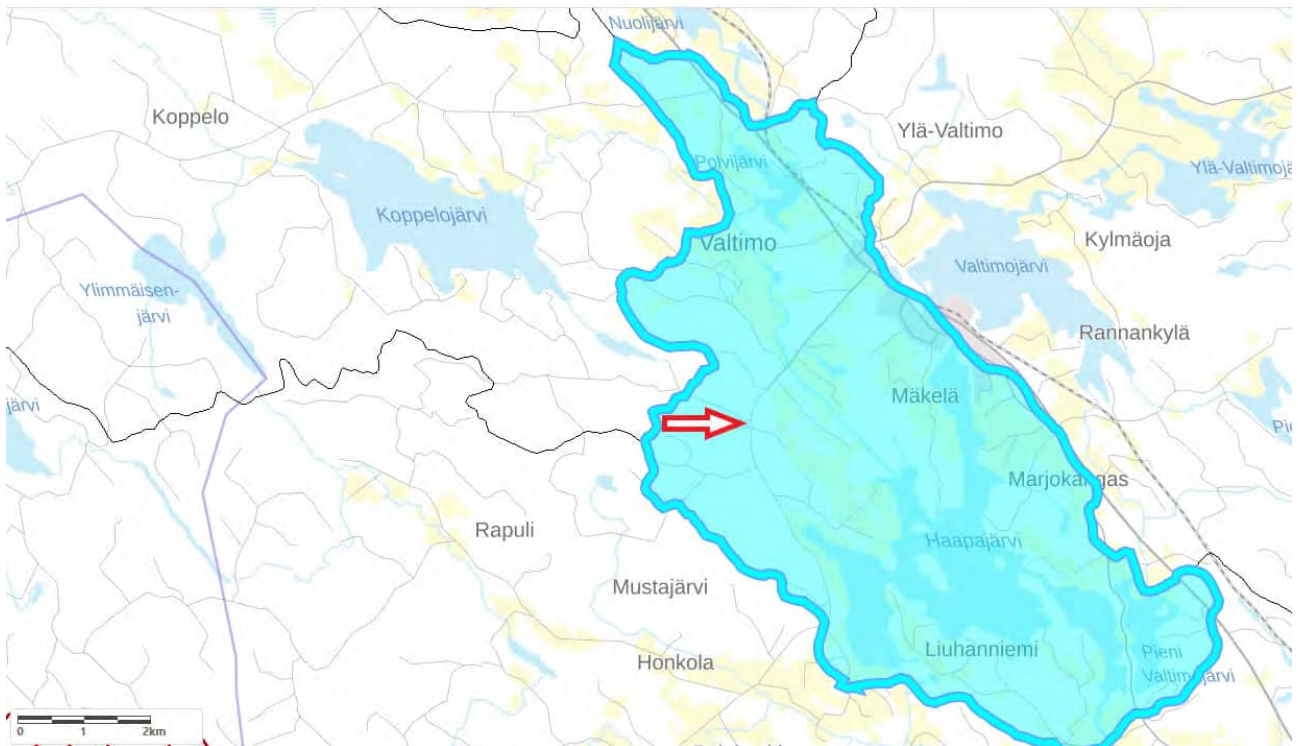 Nuolijärvi
Koppelo
Ylä-Valtimo
Polvijärvi
Ylä-Valtimojä
Koppelojärvi
Valtimo
Kylmäoja
Valtimojärvi
Ylimmäisen-
järvi
Rannankylä
Mäkelä
järvi
Pie
Marjokangas
Rapuli
Haapajärvi
Mustajärvi
Liuhanniemi
Honkola
Pieni
Valtimojärvi
0 1 2km